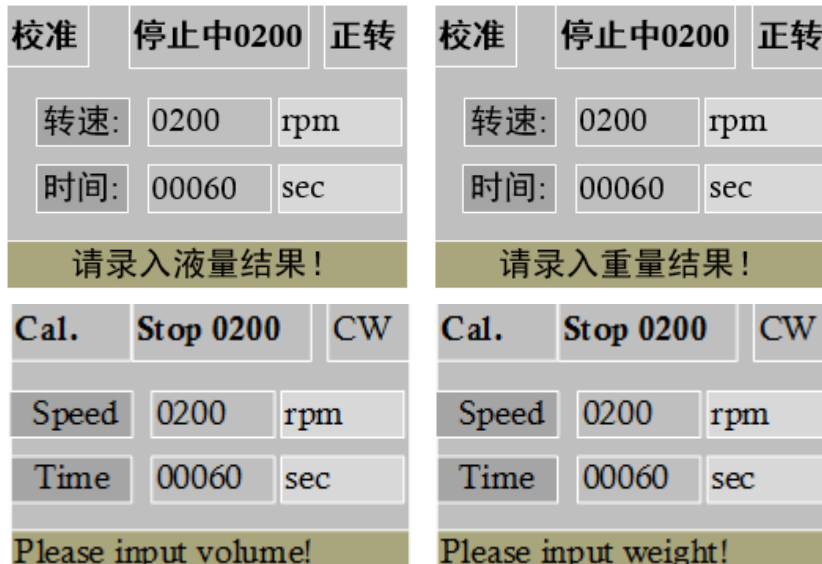 校准 停止中0200 正转
转速: 0200 rpm
时间: 00060 sec
请录入液量结果!
校准 停止中0200 正转
转速: 0200 rpm
时间: 00060 sec
请录入重量结果!
Cal. Stop 0200 CW
Speed 0200 rpm
Time 00060 sec
Please input volume!
Cal. Stop 0200 CW
Speed 0200 rpm
Time 00060 sec
Please input weight!